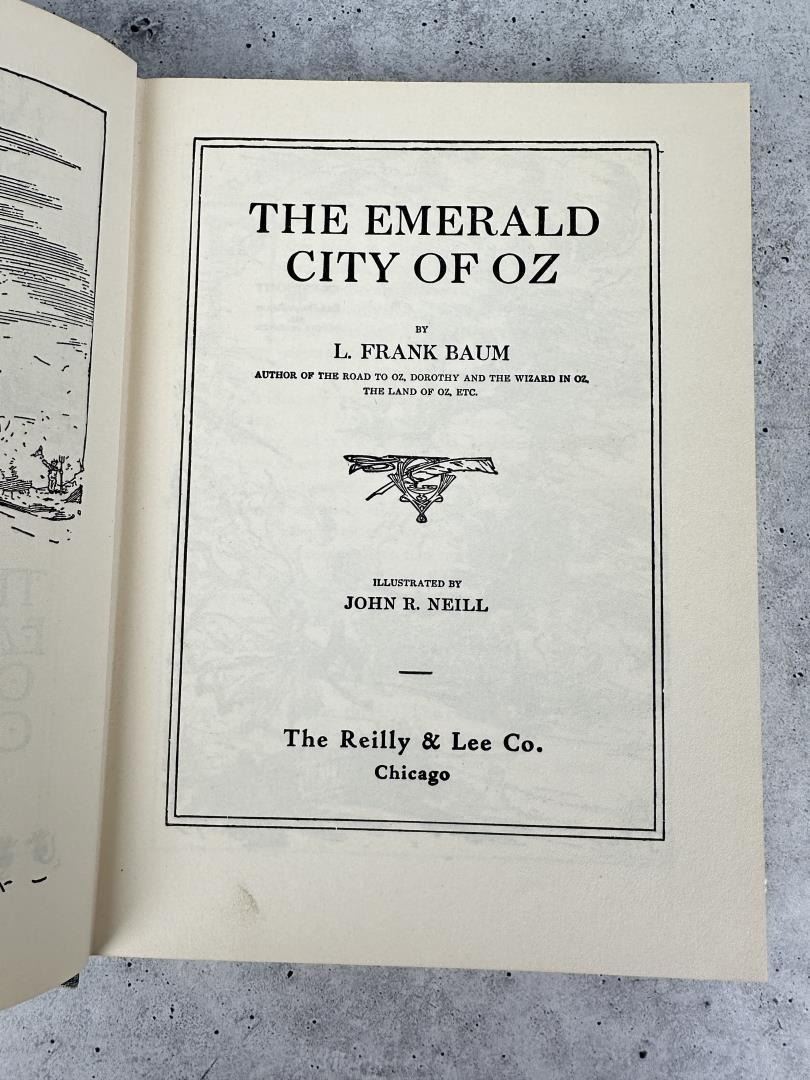 THE EMERALD
CITY OF OZ
BY
L. FRANK BAUM
AUTHOR OF THE ROAD TO OZ, DOROTHY AND THE WIZARD IN OZ,
THE LAND OF OZ, ETC.
ILLUSTRATED BY
JOHN R. NEILL
The Reilly & Lee Co.
Chicago